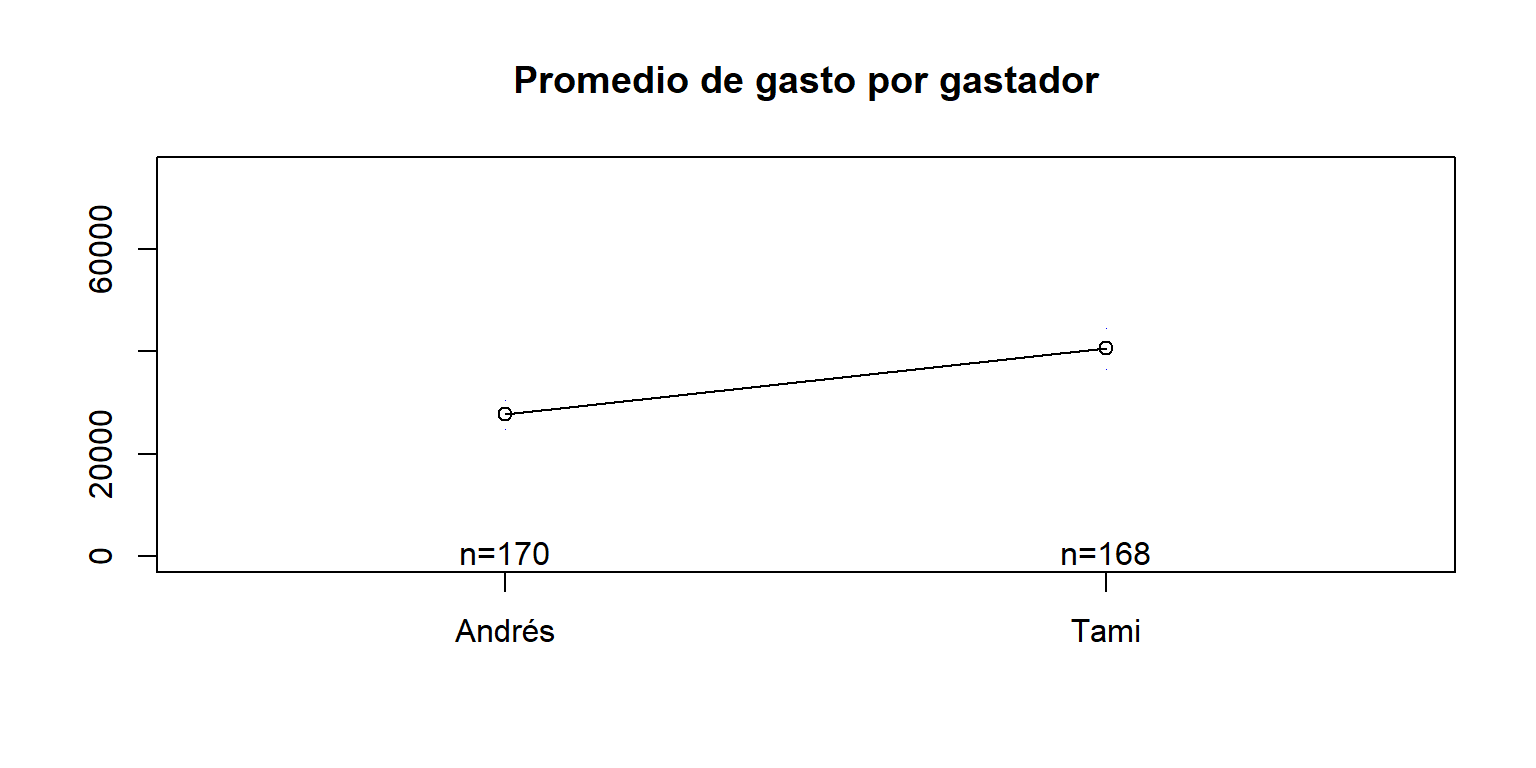 Promedio de gasto por gastador
60000
20000
0
n=170
n=168
Andrés
Tami